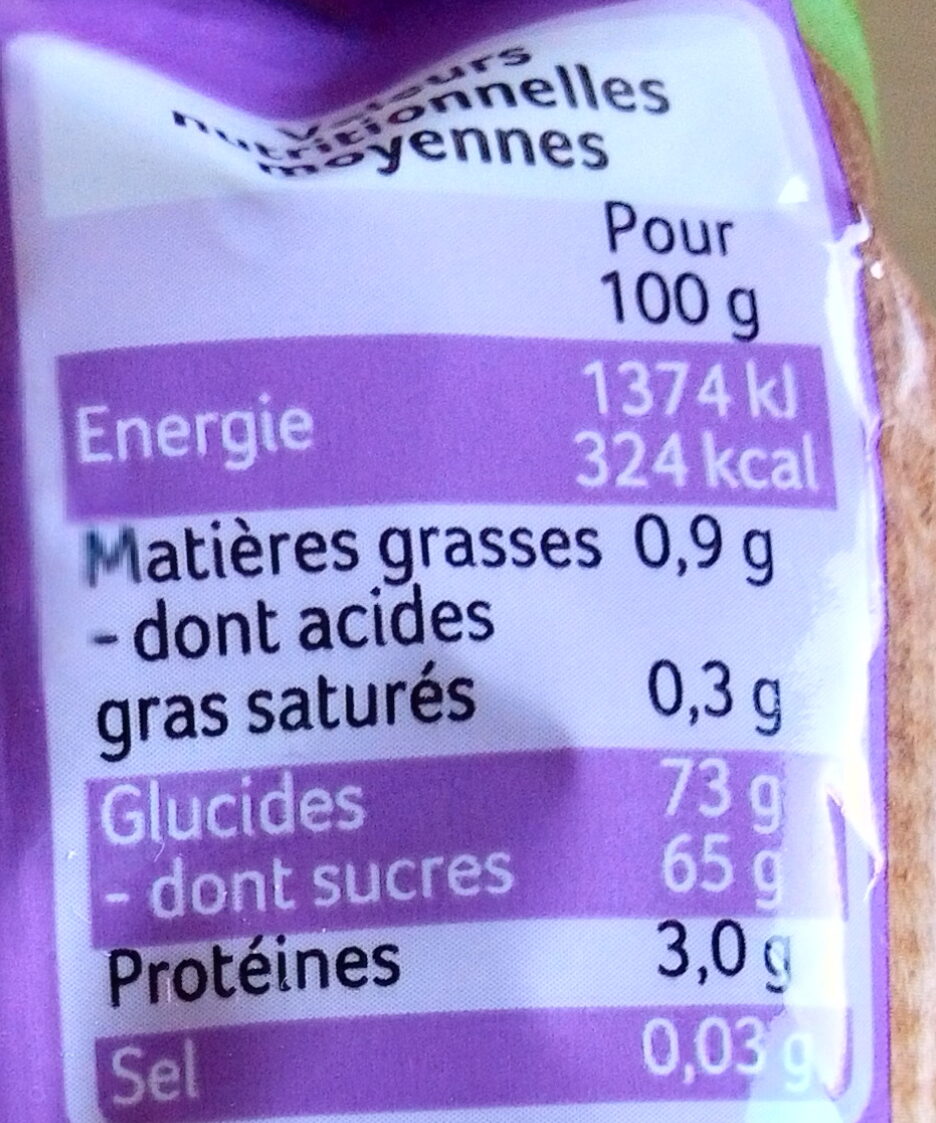 Valeurs
nutritionnelles
moyennes
Pour
100 g
Energie
1374 kJ
324 kcal
Matières grasses 0,9 g
- dont acides
gras saturés 0,3 g
Glucides 73 g
- dont sucres 65 g
Protéines 3,0 g
Sel 0,03 g